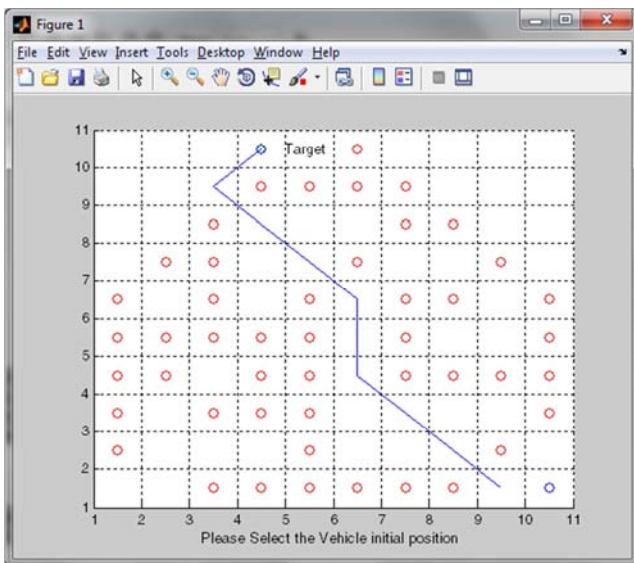 Figure 1
File Edit View Insert Tools Desktop Window Help
11
10
Target
9
8
7
6
5
4
3
2
1
1 2 3 4 5 6 7 8 9 10 11
Please Select the Vehicle initial position